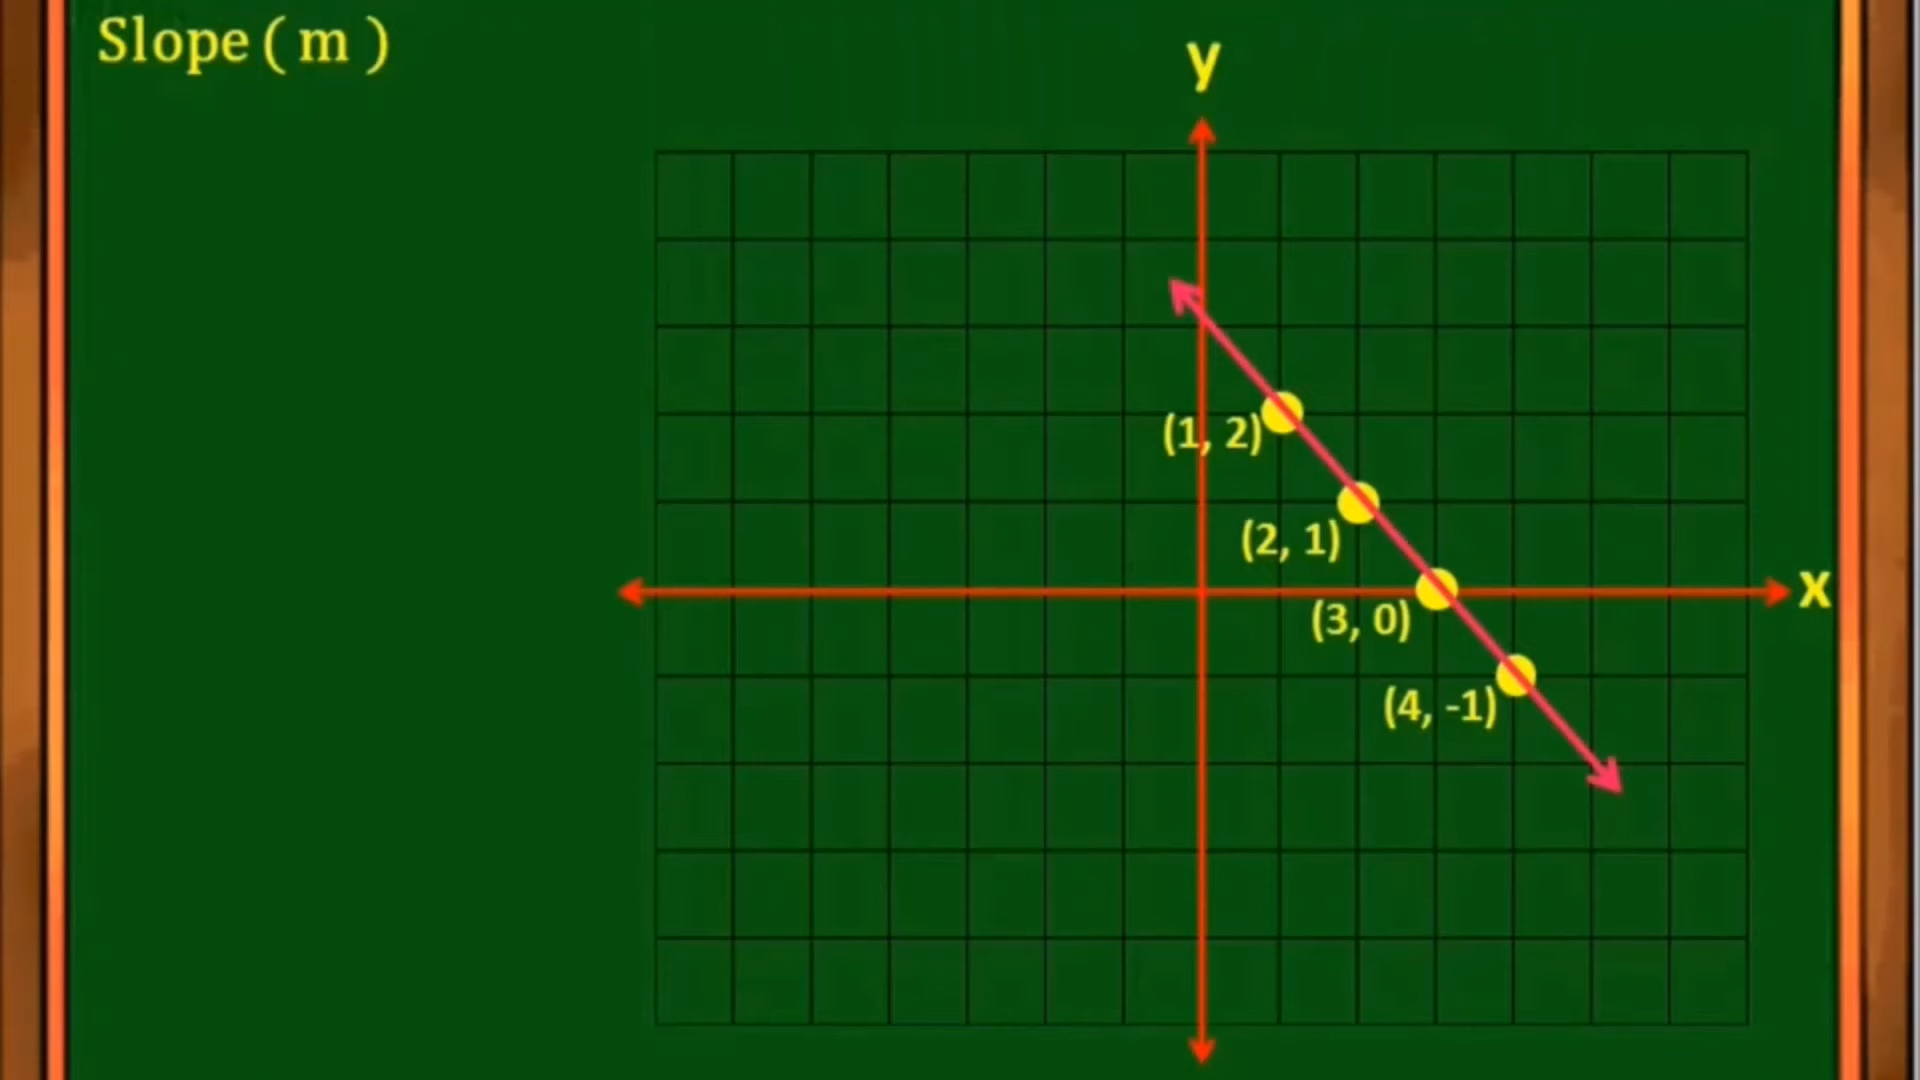 Slope ( m )
y
(1, 2)
(2, 1)
x
(3, 0)
(4, -1)